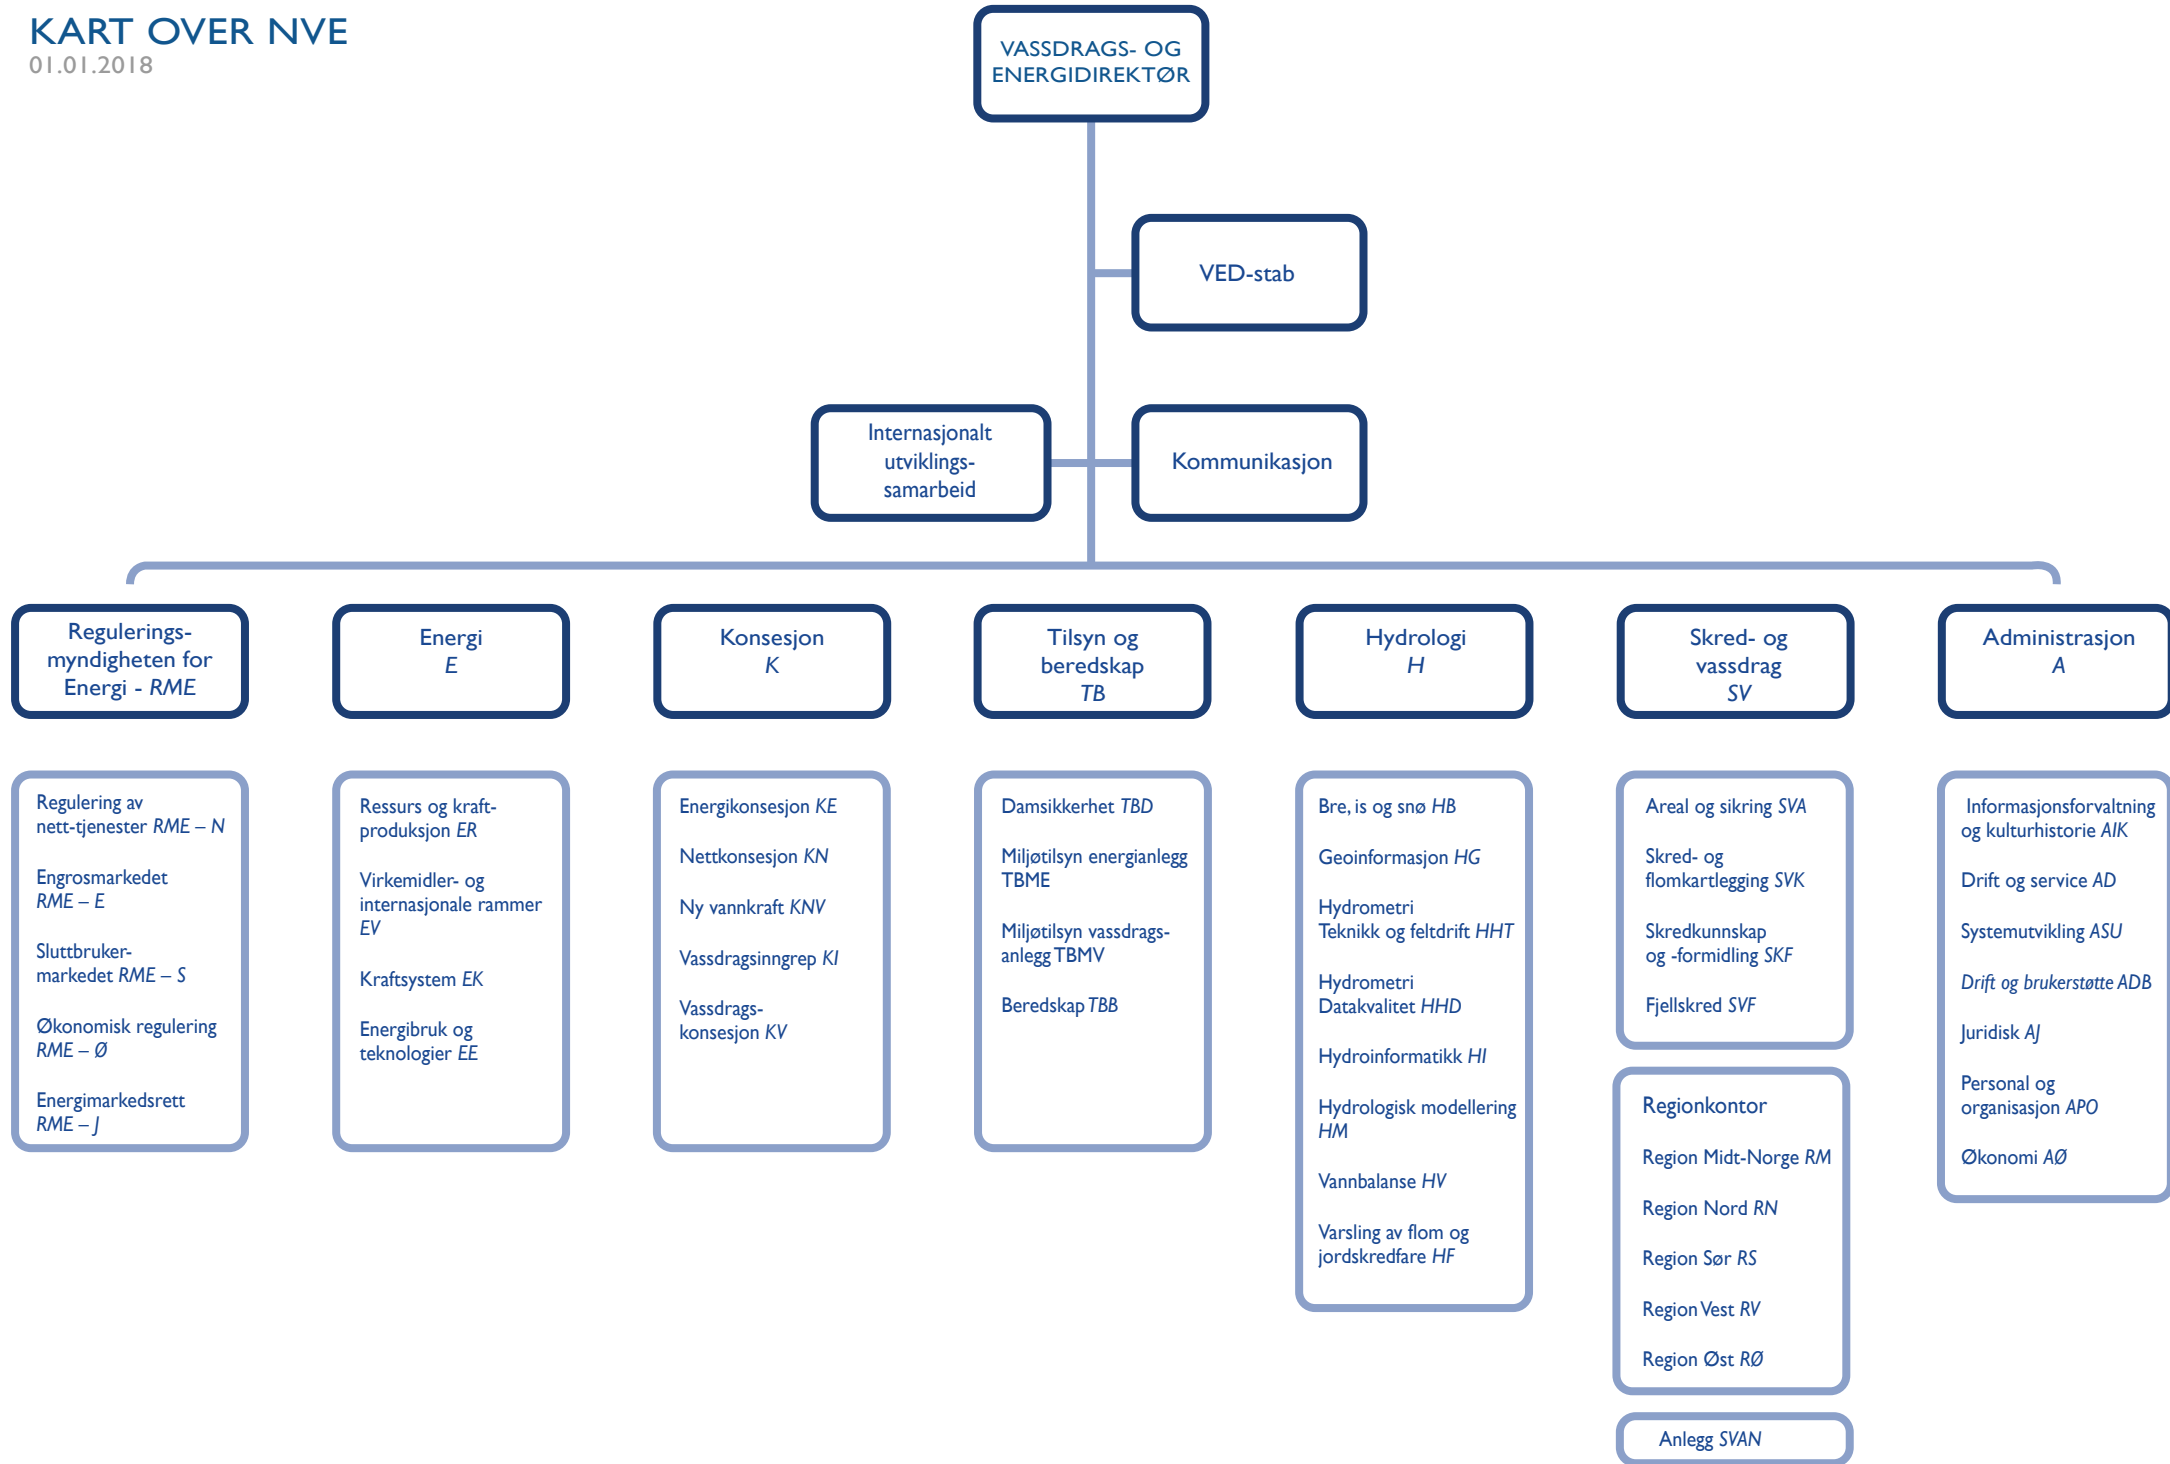 KART OVER NVE
01.01.2018
VASSDRAGS- OG
ENERGIDIREKTØR
VED-stab
Internasjonalt
utviklings-
samarbeid
Kommunikasjon
Regulerings-
myndigheten for
Energi - RME
Energi
E
Konsesjon
K
Tilsyn og
beredskap
TB
Hydrologi
H
Skred- og
vassdrag
SV
Administrasjon
A
Regulering av
nett-tjenester RME – N
Engrosmarkedet
RME – E
Sluttbruker-
markedet RME – S
Økonomisk regulering
RME – Ø
Energimarkedsrett
RME – J
Ressurs og kraft-
produksjon ER
Virkemidler- og
internasjonale rammer
EV
Kraftsystem EK
Energibruk og
teknologier EE
Energikonsesjon KE
Nettkonsesjon KN
Ny vannkraft KNV
Vassdragsinngrep KI
Vassdrags-
konsesjon KV
Damsikkerhet TBD
Miljøtilsyn energianlegg
TBME
Miljøtilsyn vassdrags-
anlegg TBMV
Beredskap TBB
Bre, is og snø HB
Geoinformasjon HG
Hydrometri
Teknikk og feltdrift HHT
Hydrometri
Datakvalitet HHD
Hydroinformatikk HI
Hydrologisk modellering
HM
Vannbalanse HV
Varsling av flom og
jordskredfare HF
Areal og sikring SVA
Skred- og
flomkartlegging SVK
Skredkunnskap
og -formidling SKF
Fjellskred SVF
Regionkontor
Region Midt-Norge RM
Region Nord RN
Region Sør RS
Region Vest RV
Region Øst RØ
Anlegg SVAN
Informasjonsforvaltning
og kulturhistorie AIK
Drift og service AD
Systemutvikling ASU
Drift og brukerstøtte ADB
Juridisk AJ
Personal og
organisasjon APO
Økonomi AØ